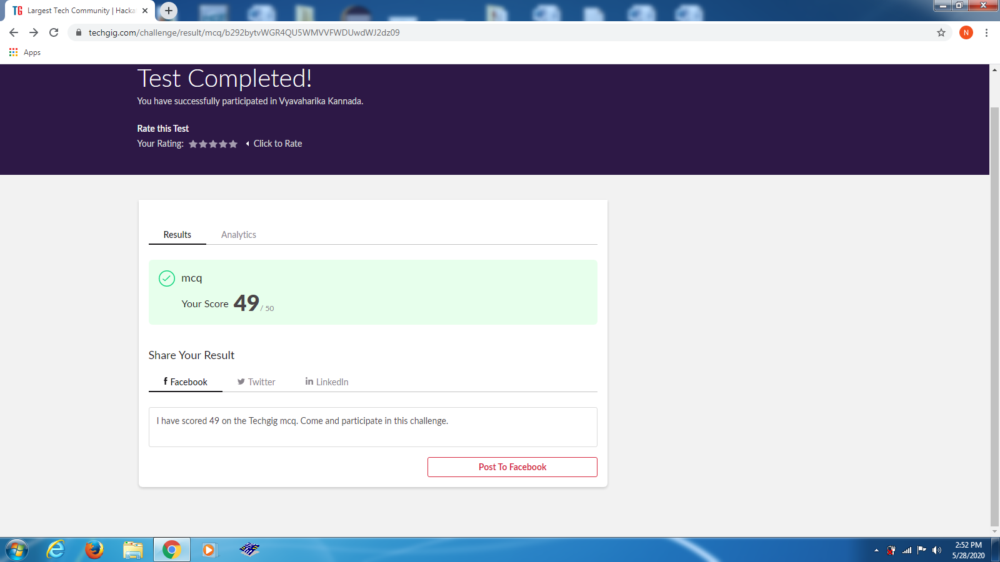 TG Largest Tech Community | Hacka
techgig.com/challenge/result/mcq/b292bytvWGR4QU5WMVVFWDUwdWJ2dz09
N
Apps
Test Completed!
You have successfully participated in Vyavaharika Kannada.
Rate this Test
Your Rating: Click to Rate
Results Analytics
mcq
Your Score 49 / 50
Share Your Result
Facebook Twitter LinkedIn
I have scored 49 on the Techgig mcq. Come and participate in this challenge.
Post To Facebook
2:52 PM
5/28/2020